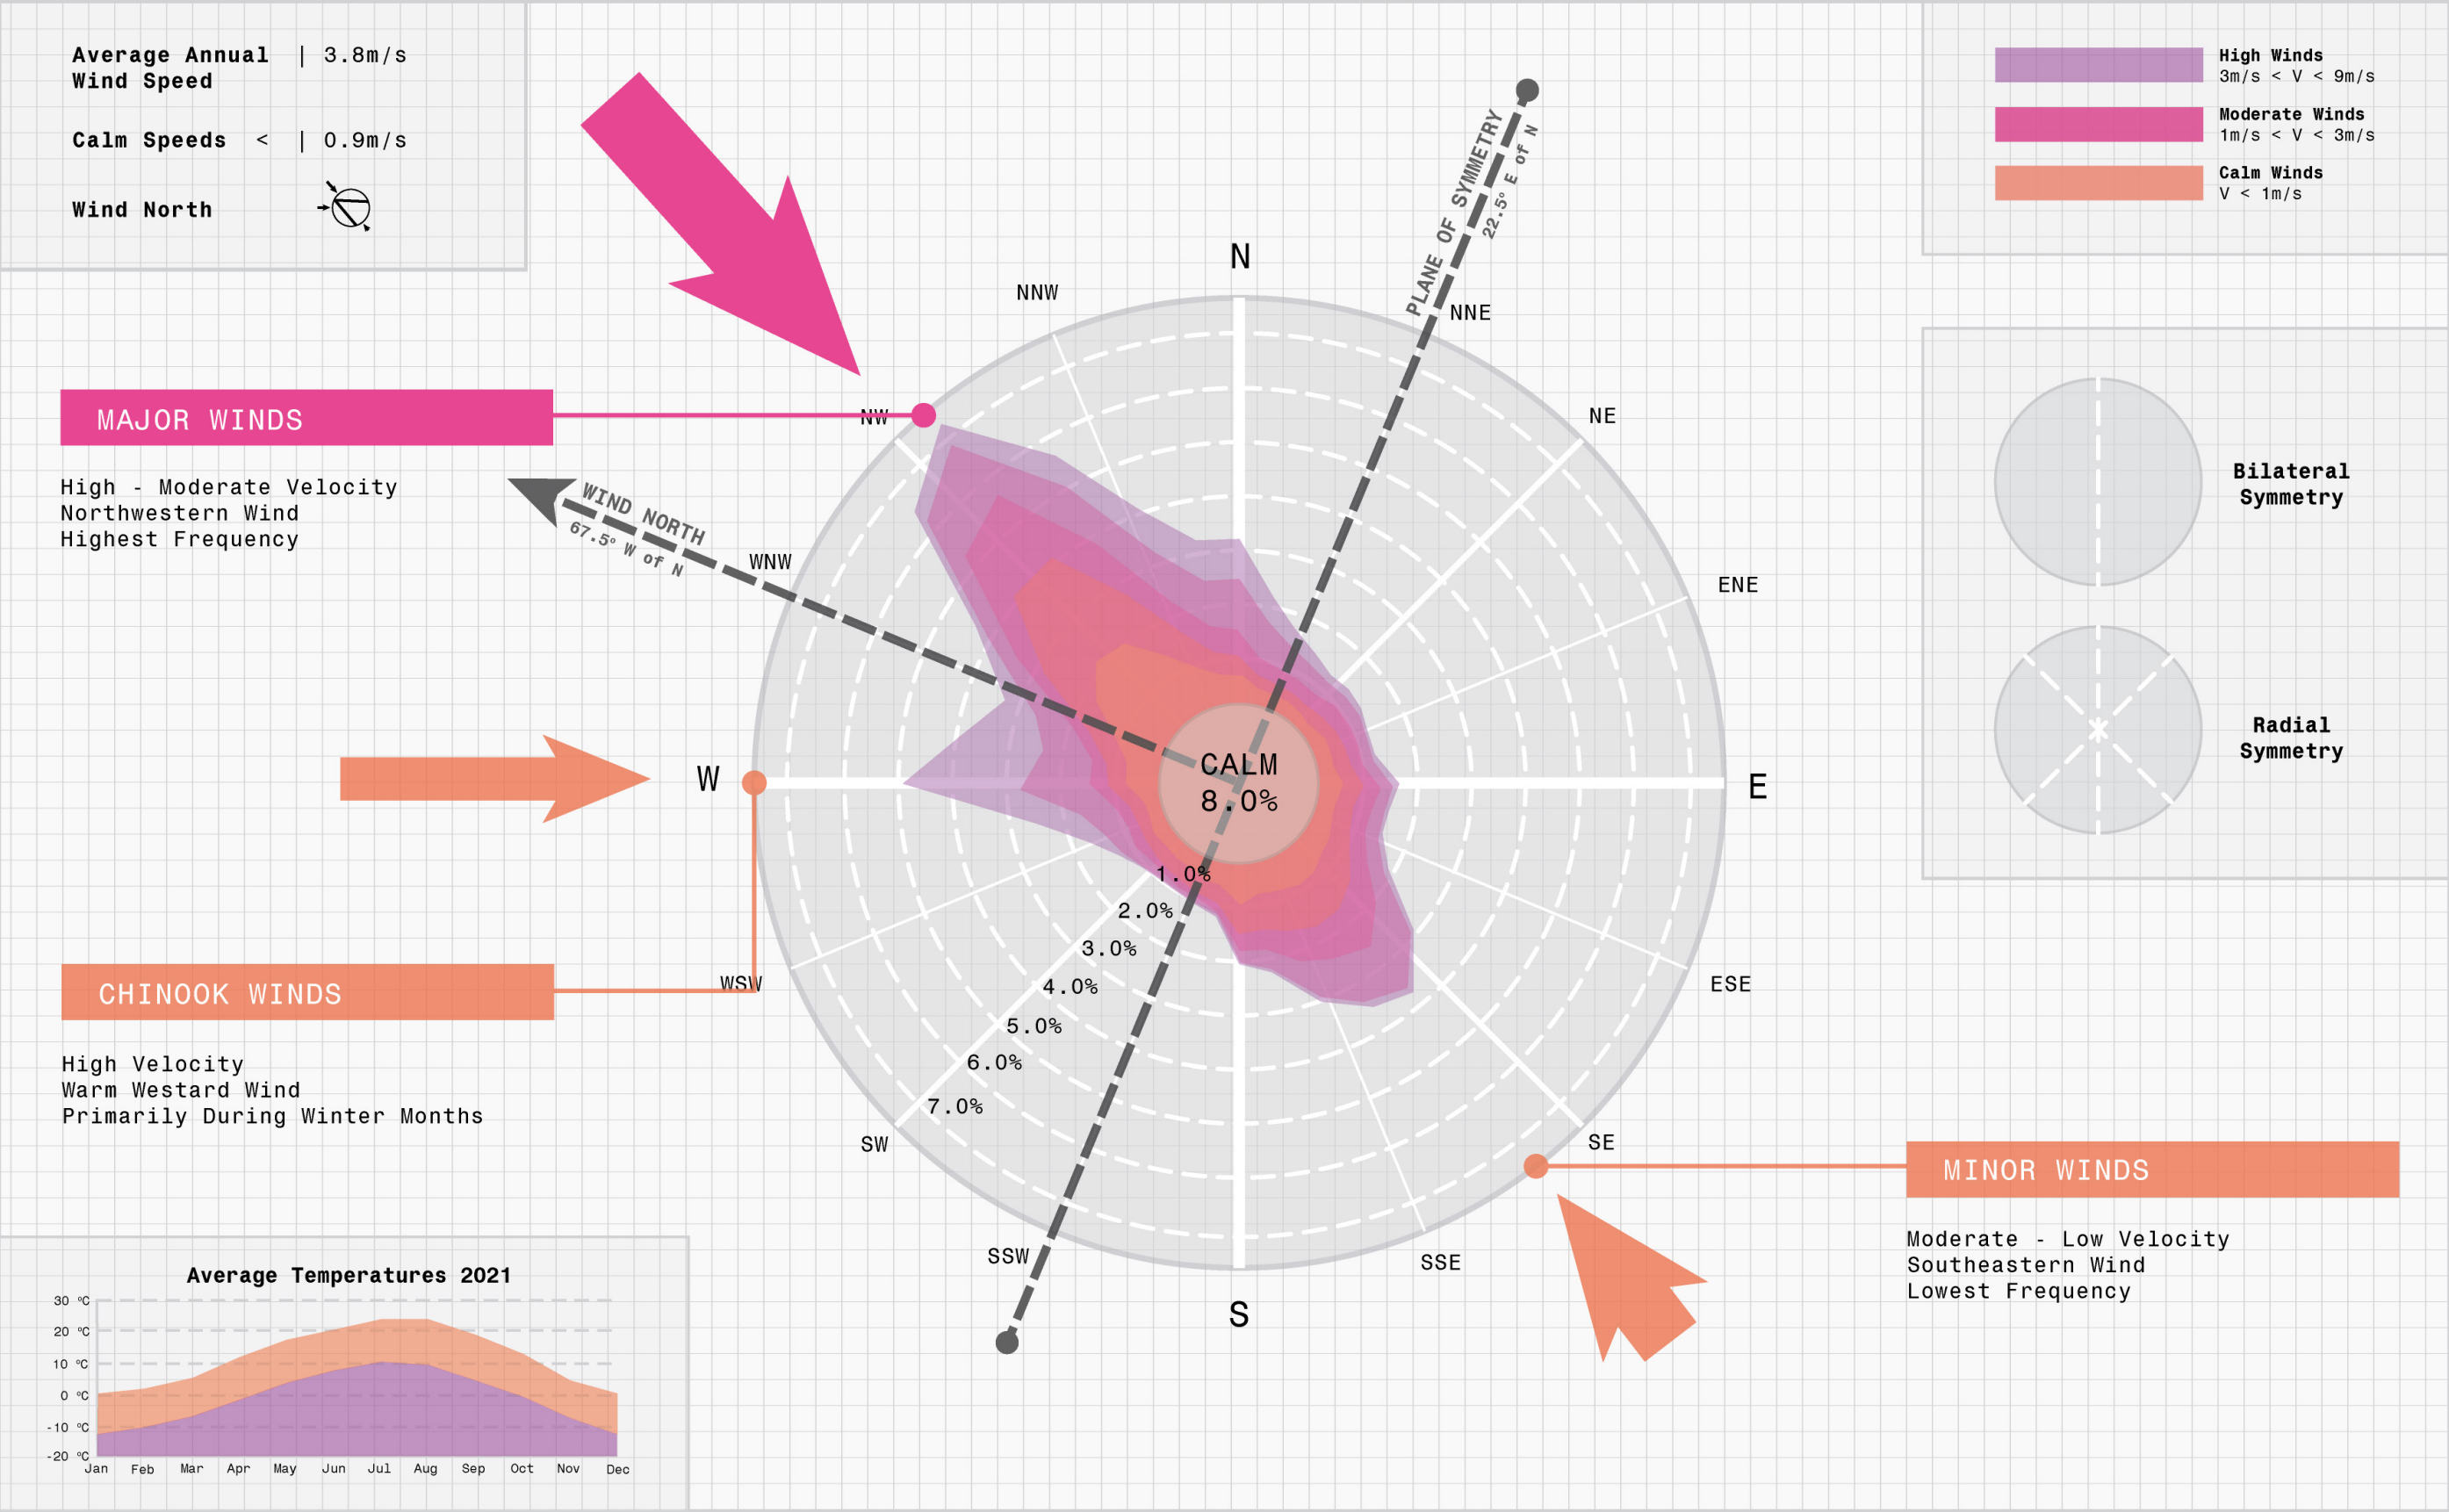 Average Annual | 3.8m/s
Wind Speed
Calm Speeds < | 0.9m/s
Wind North
High Winds
3m/s < V < 9m/s
Moderate Winds
1m/s < V < 3m/s
Calm Winds
V < 1m/s
PLANE OF SYMMETRY
22.5° E of N
N
NNW
NNE
NW
NE
MAJOR WINDS
High - Moderate Velocity
Northwestern Wind
Highest Frequency
WIND NORTH
67.5° W of N
WNW
ENE
Bilateral
Symmetry
Radial
Symmetry
W
CALM
8.0%
E
1.0%
2.0%
3.0%
4.0%
5.0%
6.0%
7.0%
WSW
ESE
CHINOOK WINDS
High Velocity
Warm Westard Wind
Primarily During Winter Months
SW
SE
SSW
SSE
S
MINOR WINDS
Moderate - Low Velocity
Southeastern Wind
Lowest Frequency
Average Temperatures 2021
30 °C
20 °C
10 °C
0 °C
-10 °C
-20 °C
Jan Feb Mar Apr May Jun Jul Aug Sep Oct Nov Dec